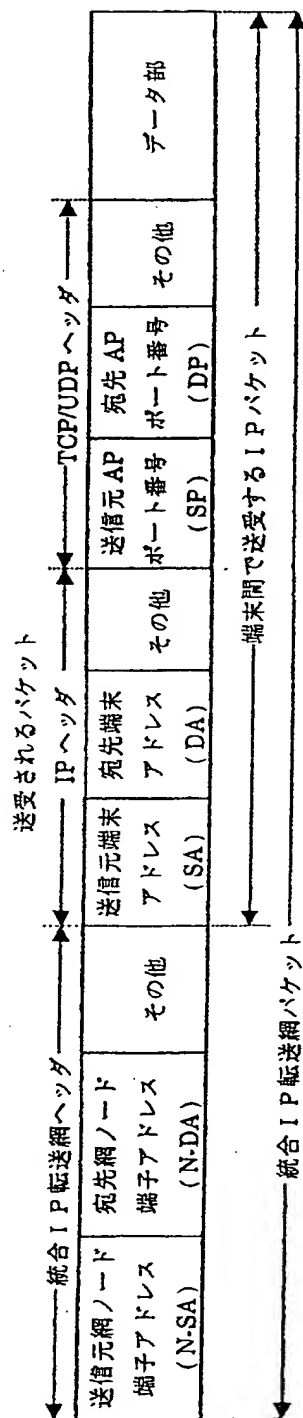 送受されるパケット
統合IP転送網ヘッダ
IPヘッダ
TCP/UDPヘッダ
送信元網ノード
端子アドレス
(N-SA)
宛先網ノード
端子アドレス
(N-DA)
その他
送信元端末
アドレス
(SA)
宛先端末
アドレス
(DA)
その他
送信元AP
ポート番号
(SP)
宛先AP
ポート番号
(DP)
その他
データ部
端末間で送受するIPパケット
統合IP転送網パケット